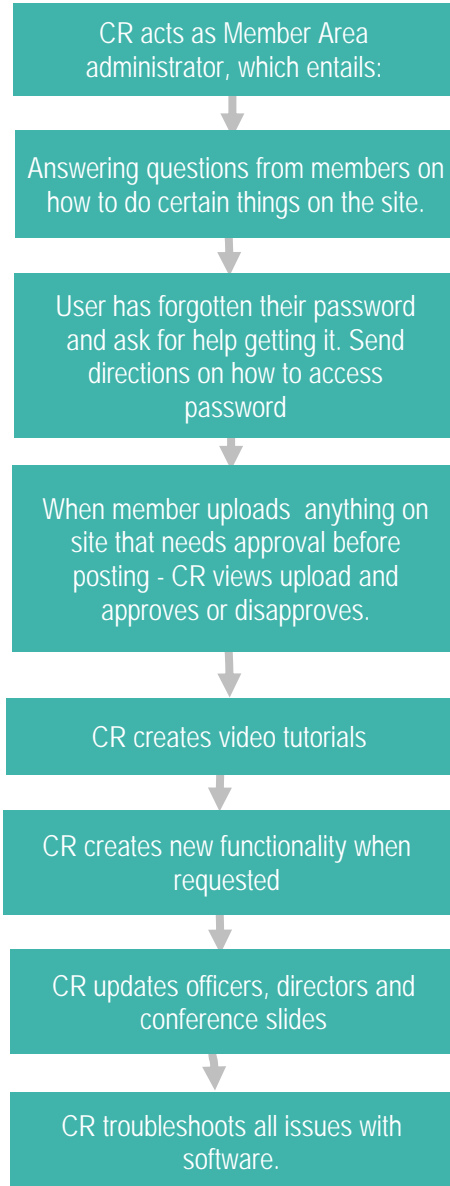 CR acts as Member Area
administrator, which entails:
Answering questions from members on
how to do certain things on the site.
User has forgotten their password
and ask for help getting it. Send
directions on how to access
password
When member uploads  anything on
site that needs approval before
posting - CR views upload and
approves or disapproves.
CR creates video tutorials
CR creates new functionality when
requested
CR updates officers, directors and
conference slides
CR troubleshoots all issues with
software.